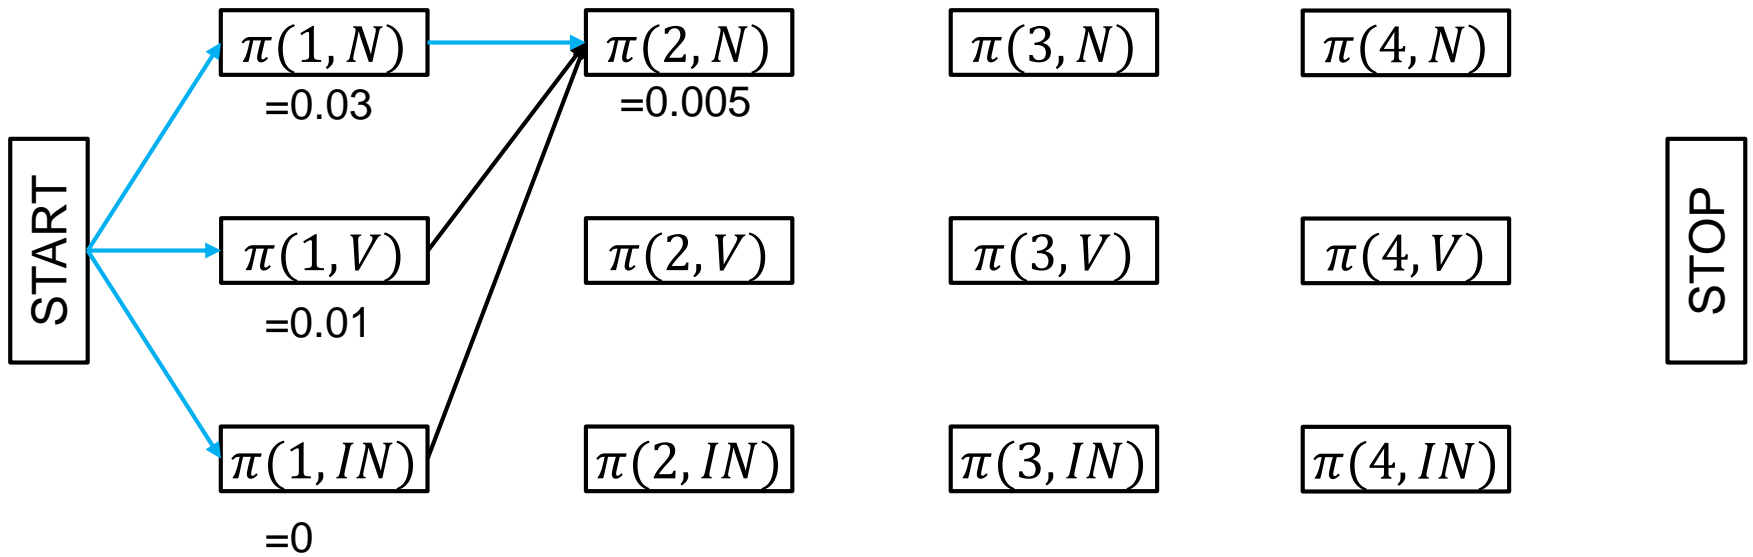 π(1, N) π(2, N) π(3, N) π(4, N)
=0.03 =0.005
START π(1, V) π(2, V) π(3, V) π(4, V) STOP
=0.01
π(1, IN) π(2, IN) π(3, IN) π(4, IN)
=0